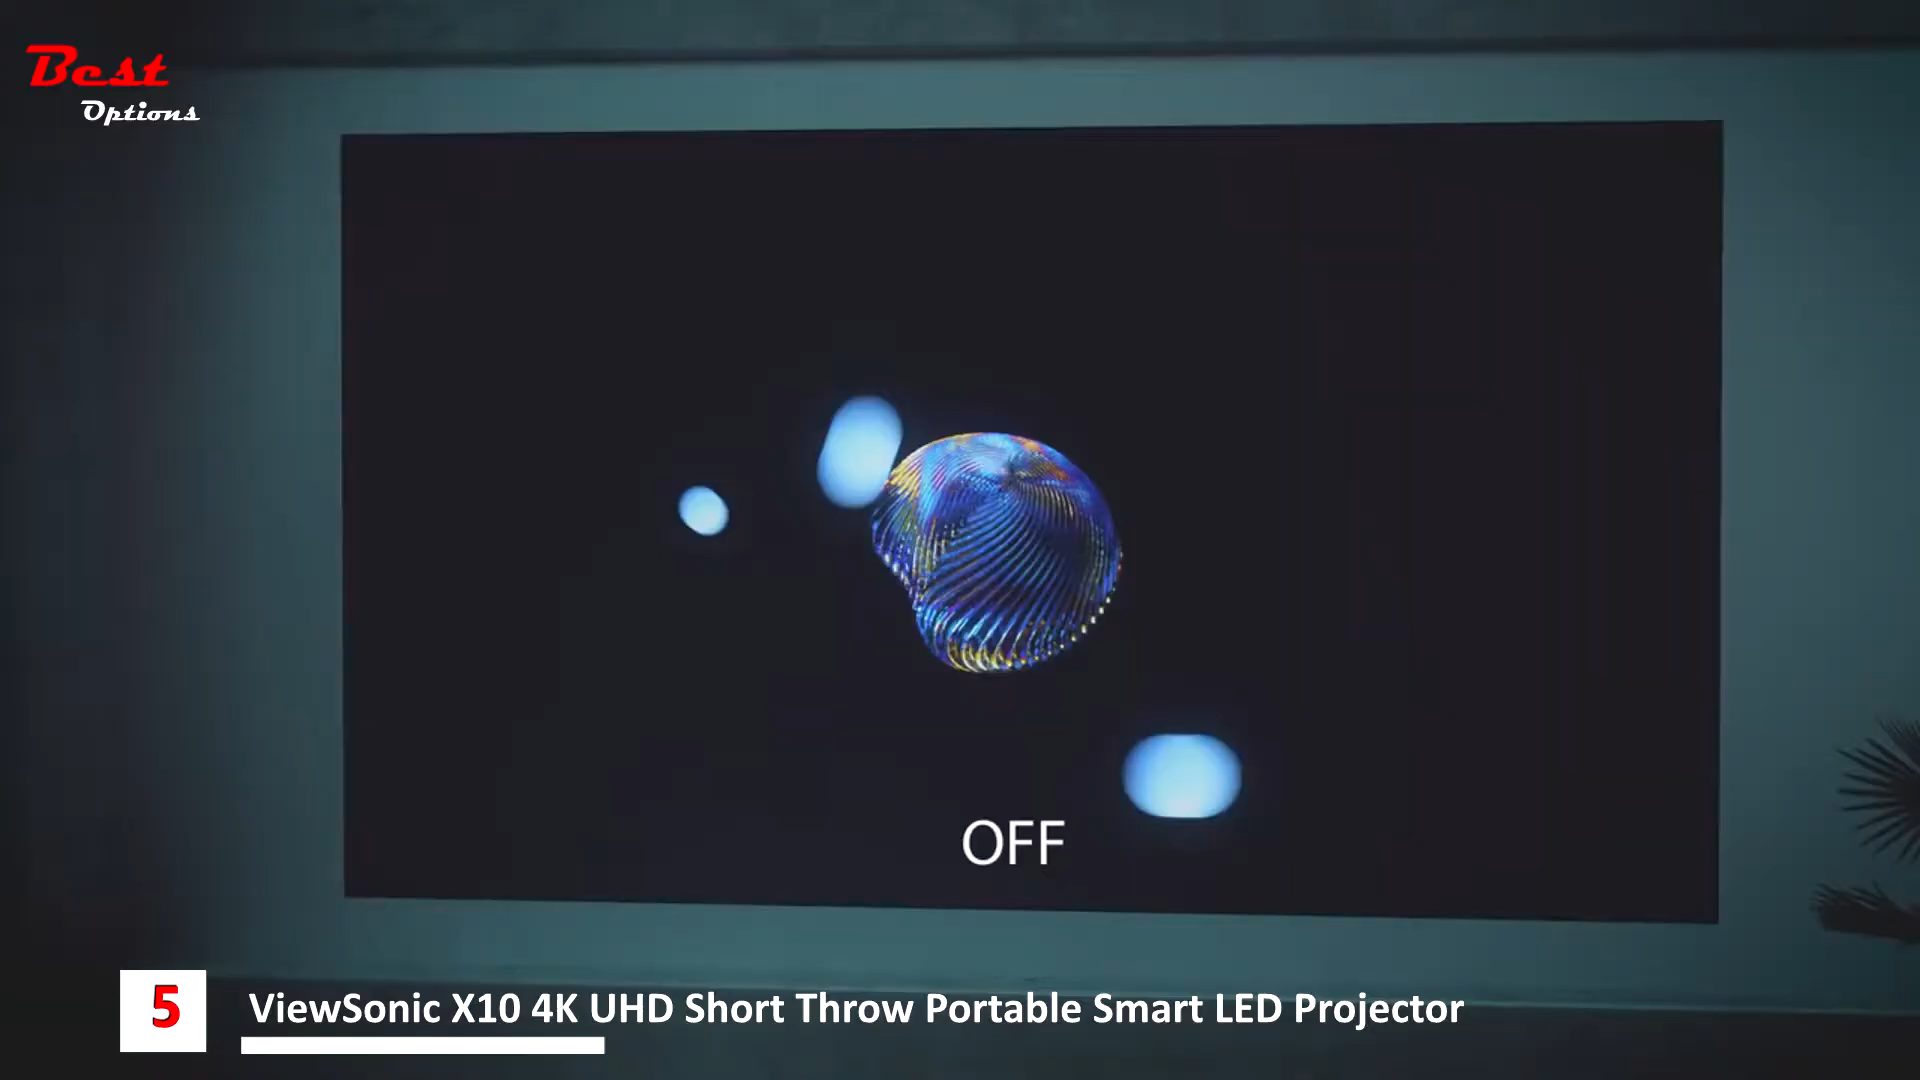 Best
Options
OFF
5
ViewSonic X10 4K UHD Short Throw Portable Smart LED Projector